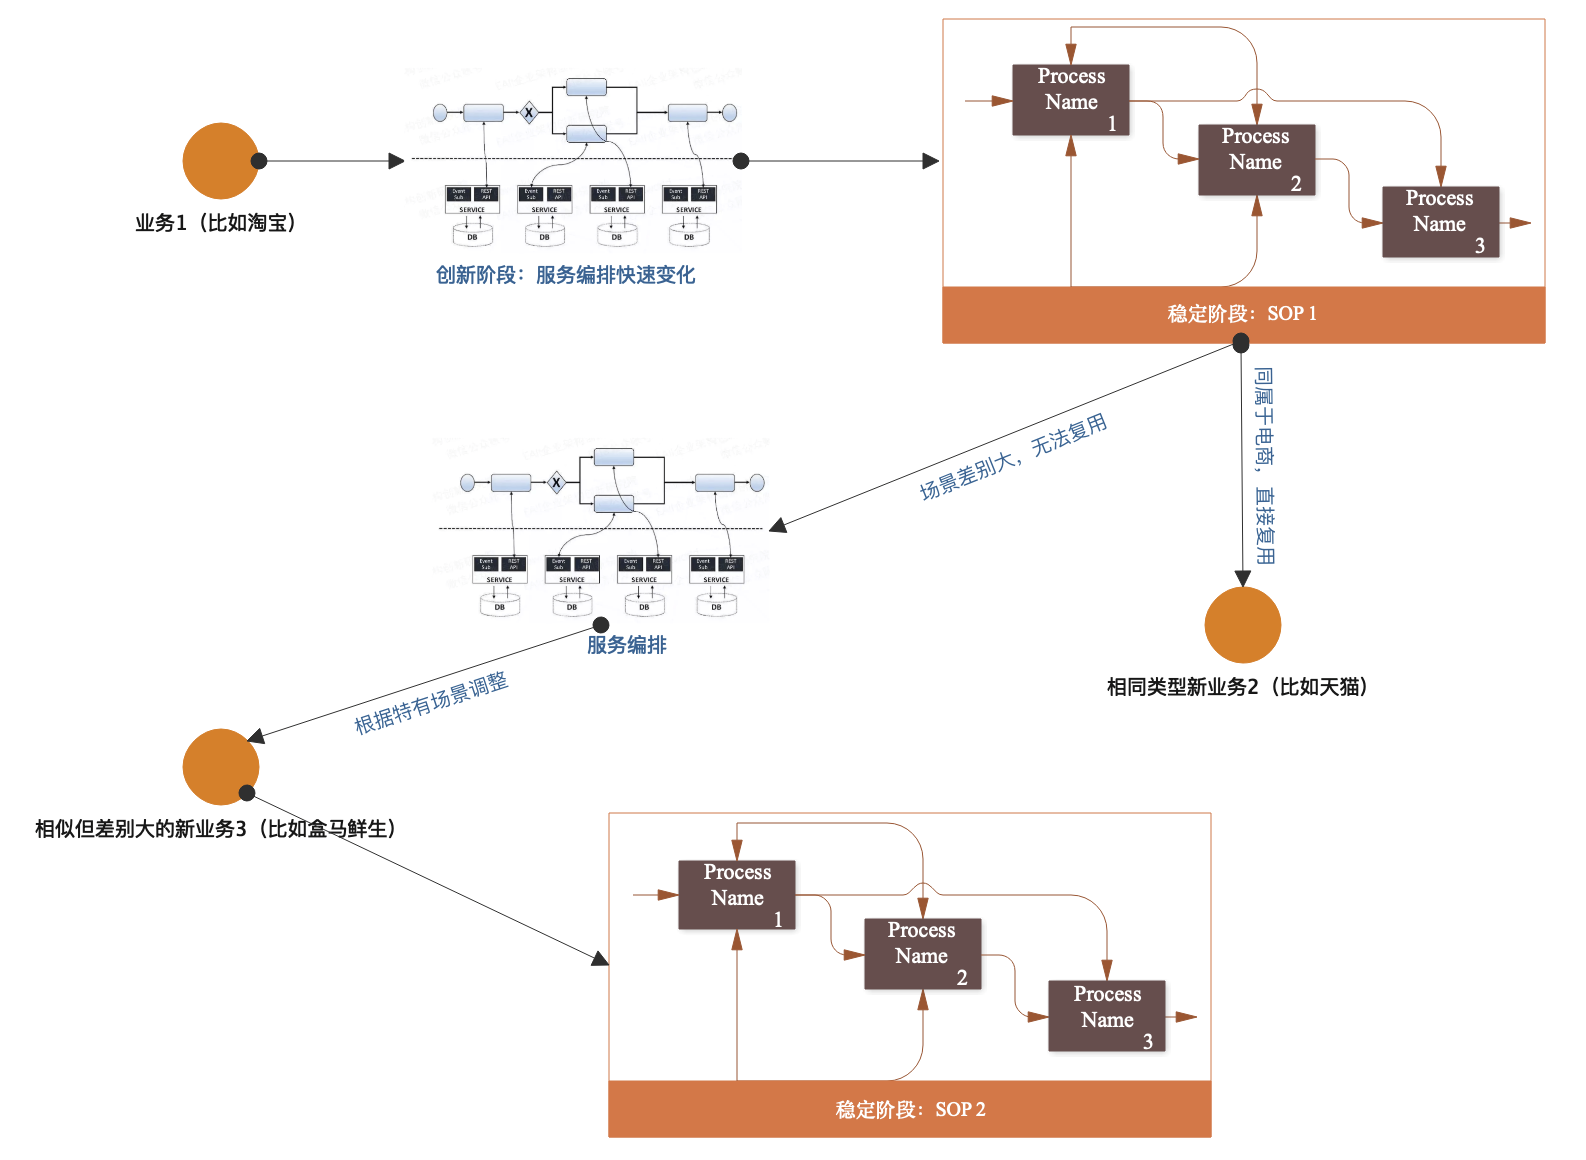 Process
Name
1
Process
Name
2
Process
Name
3
X
Event
Sub
REST
API
SERVICE
DB
Event
Sub
REST
API
SERVICE
DB
Event
Sub
REST
API
SERVICE
DB
Event
Sub
REST
API
SERVICE
DB
业务1（比如淘宝）
创新阶段：服务编排快速变化
稳定阶段：SOP 1
场景差别大，无法复用
同属于电商，直接复用
X
Event
Sub
REST
API
SERVICE
DB
Event
Sub
REST
API
SERVICE
DB
Event
Sub
REST
API
SERVICE
DB
Event
Sub
REST
API
SERVICE
DB
服务编排
根据特有场景调整
相同类型新业务2（比如天猫）
相似但差别大的新业务3（比如盒马鲜生）
Process
Name
1
Process
Name
2
Process
Name
3
稳定阶段：SOP 2